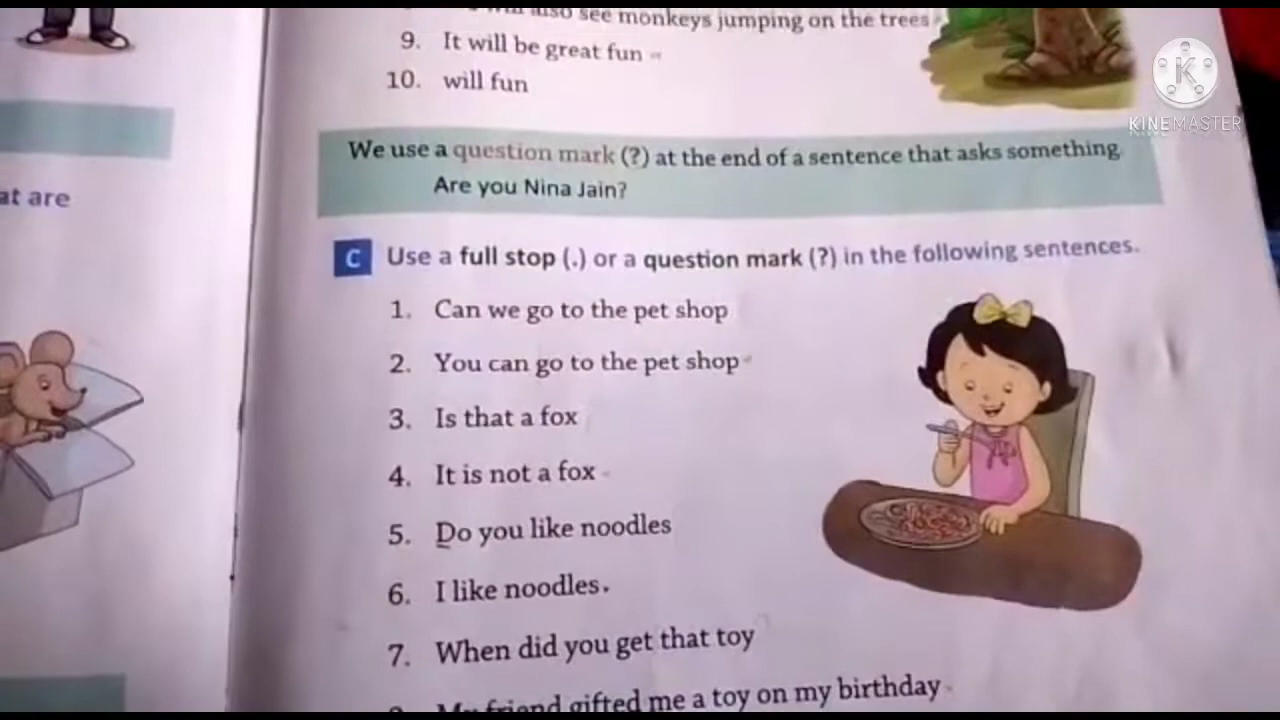 also see monkeys jumping on the trees
9. It will be great fun
10. will fun
KINEMASTER
We use a question mark (?) at the end of a sentence that asks something.
Are you Nina Jain?
at are
C Use a full stop (.) or a question mark (?) in the following sentences.
1. Can we go to the pet shop
2. You can go to the pet shop
3. Is that a fox
4. It is not a fox
5. Do you like noodles
6. I like noodles.
7. When did you get that toy
My friend gifted me a toy on my birthday